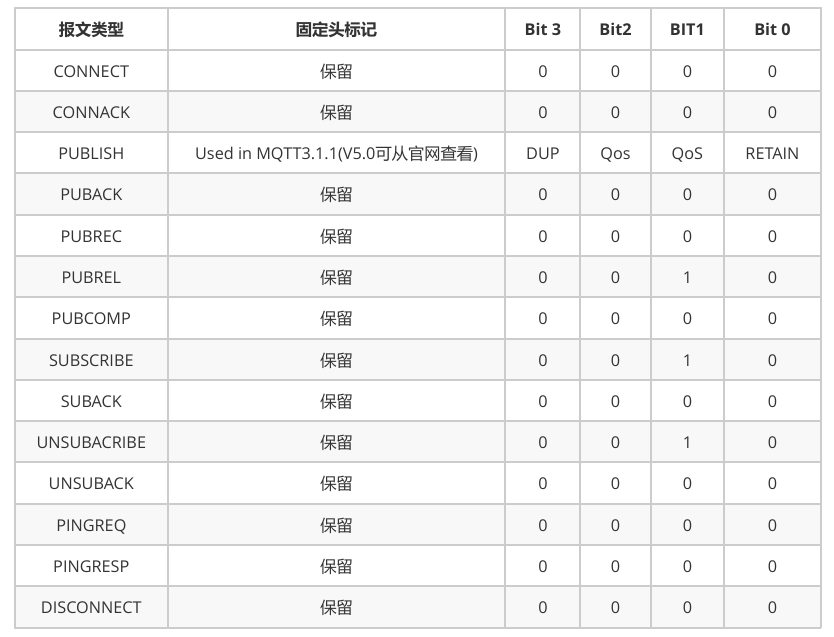 报文类型 固定头标记 Bit 3 Bit2 BIT1 Bit 0
CONNECT 保留 0 0 0 0
CONNACK 保留 0 0 0 0
PUBLISH Used in MQTT3.1.1(V5.0可从官网查看) DUP Qos QoS RETAIN
PUBACK 保留 0 0 0 0
PUBREC 保留 0 0 0 0
PUBREL 保留 0 0 1 0
PUBCOMP 保留 0 0 0 0
SUBSCRIBE 保留 0 0 1 0
SUBACK 保留 0 0 0 0
UNSUBACRIBE 保留 0 0 1 0
UNSUBACK 保留 0 0 0 0
PINGREQ 保留 0 0 0 0
PINGRESP 保留 0 0 0 0
DISCONNECT 保留 0 0 0 0